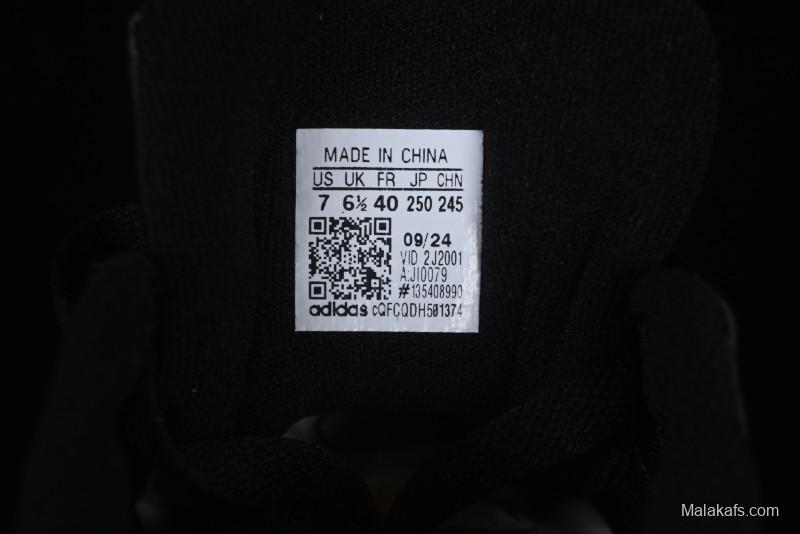 MADE IN CHINA
US UK FR JP CHN
7 6½ 40 250 245
09/24
VID 2J2001
A:JI0079
#135408990
adidas cQFCQDH501374
Malakafs.com